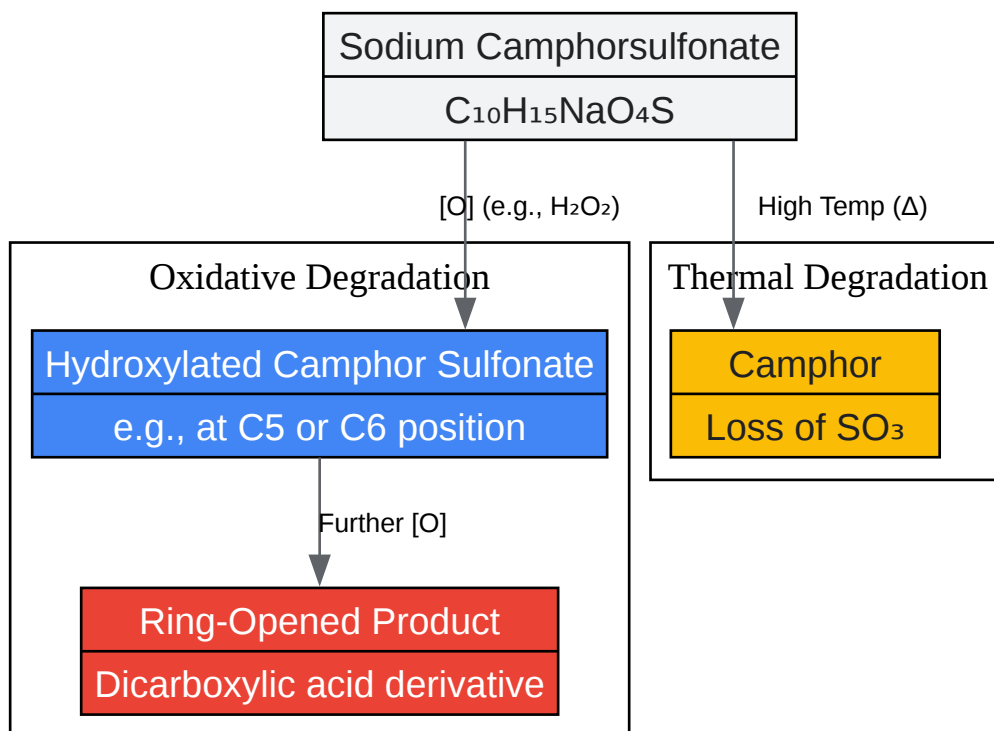 Sodium Camphorsulfonate
C₁₀H₁₅NaO₄S
[O] (e.g., H₂O₂)
High Temp (Δ)
Oxidative Degradation
Thermal Degradation
Hydroxylated Camphor Sulfonate
e.g., at C5 or C6 position
Camphor
Loss of SO₃
Further [O]
Ring-Opened Product
Dicarboxylic acid derivative